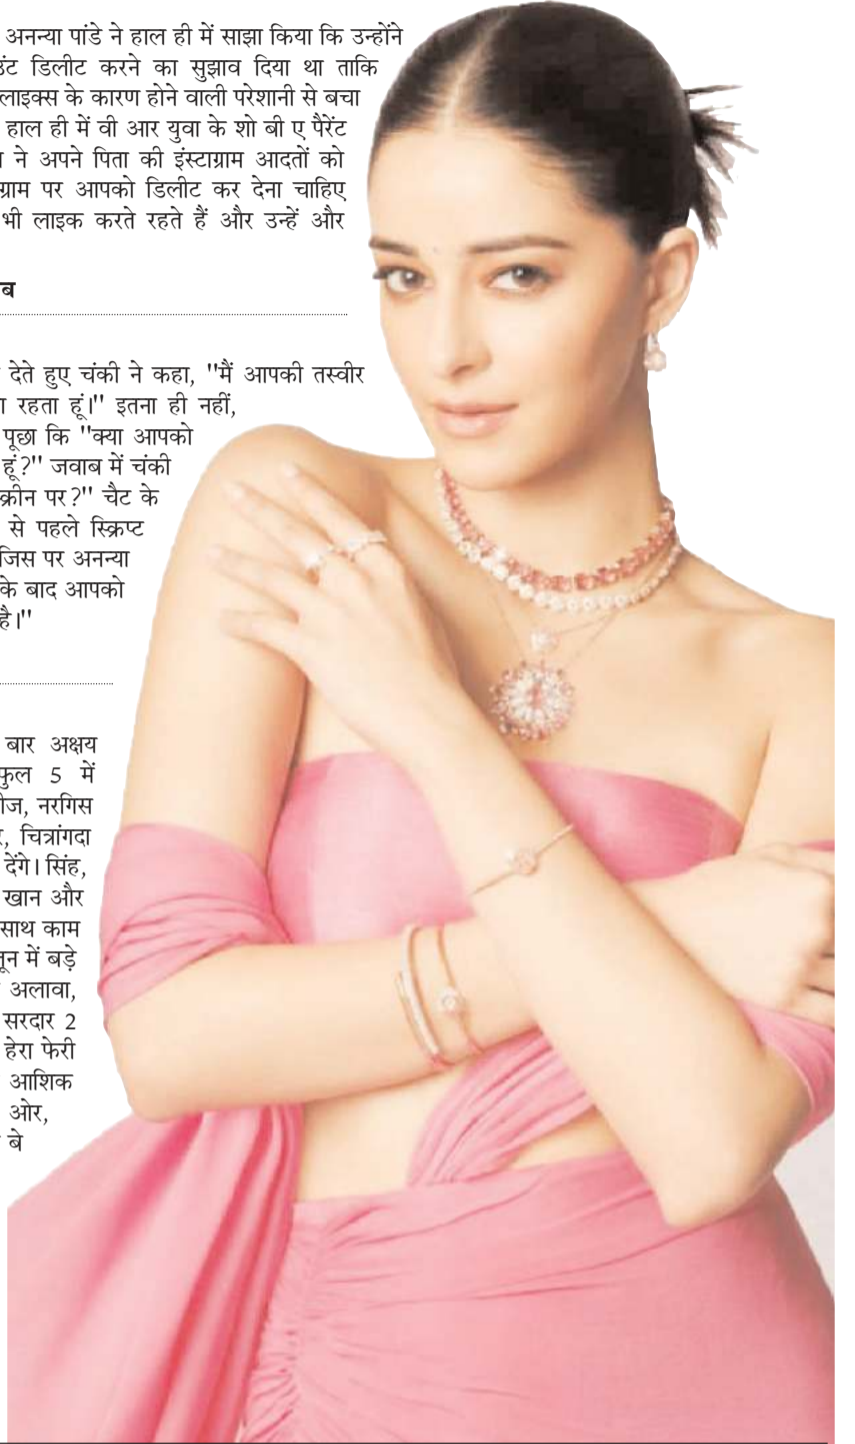 अनन्या पांडे ने हाल ही में साझा किया कि उन्होंने
डिलीट करने का सुझाव दिया था ताकि
लाइक्स के कारण होने वाली परेशानी से बचा
हाल ही में वी आर युवा के शो बी ए पैरेंट
ने अपने पिता की इंस्टाग्राम आदतों को
पर आपको डिलीट कर देना चाहिए
भी लाइक करते रहते हैं और उन्हें और
देते हुए चंकी ने कहा, "मैं आपकी तस्वीर
रहता हूं।" इतना ही नहीं,
पूछा कि "क्या आपको
हूं?" जवाब में चंकी
पर?" चैट के
से पहले स्क्रिप्ट
जिस पर अनन्या
के बाद आपको
है।"
बार अक्षय
5 में
नरगिस
चित्रांगदा
देंगे। सिंह,
खान और
साथ काम
में बड़े
अलावा,
सरदार 2
हेरा फेरी
आशिक
ओर,
बे